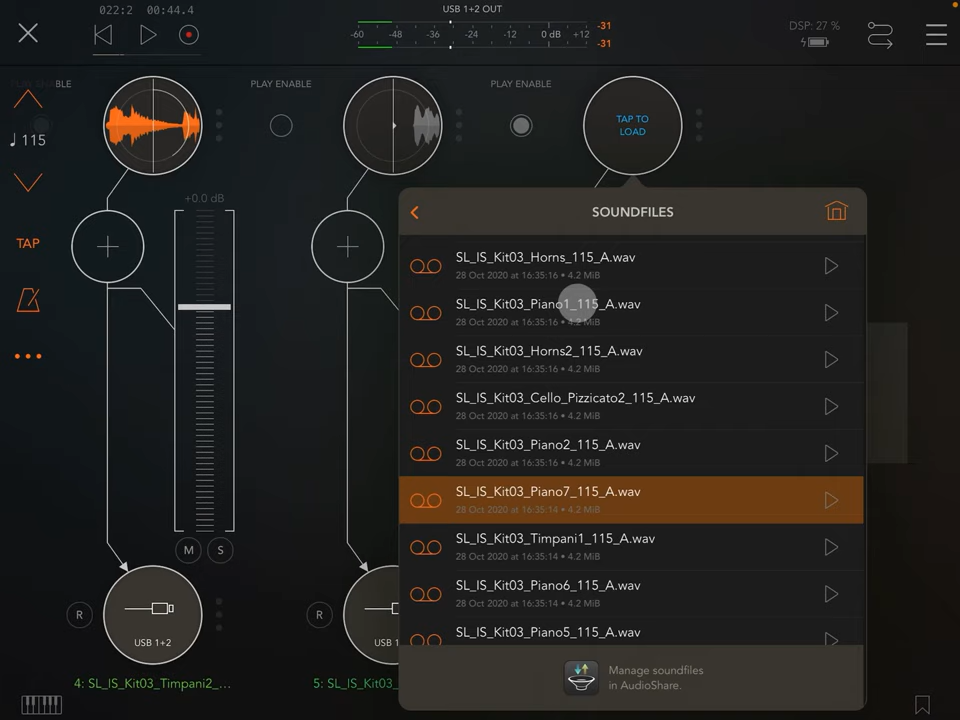 022:2 00:44.4
USB 1+2 OUT
-60 -48 -36 -24 -12 0 dB +12
-31
-31
DSP: 27 %
PLAY ENABLE
PLAY ENABLE
PLAY ENABLE
TAP TO
LOAD
115
TAP
+0.0 dB
SOUNDFILES
SL_IS_Kit03_Horns_115_A.wav
28 Oct 2020 at 16:35:16 • 4.2 MiB
SL_IS_Kit03_Piano1_115_A.wav
28 Oct 2020 at 16:35:16 • 4.2 MiB
SL_IS_Kit03_Horns2_115_A.wav
28 Oct 2020 at 16:35:16 • 4.2 MiB
SL_IS_Kit03_Cello_Pizzicato2_115_A.wav
28 Oct 2020 at 16:35:16 • 4.2 MiB
SL_IS_Kit03_Piano2_115_A.wav
28 Oct 2020 at 16:35:16 • 4.2 MiB
SL_IS_Kit03_Piano7_115_A.wav
28 Oct 2020 at 16:35:14 • 4.2 MiB
SL_IS_Kit03_Timpani1_115_A.wav
28 Oct 2020 at 16:35:14 • 4.2 MiB
SL_IS_Kit03_Piano6_115_A.wav
28 Oct 2020 at 16:35:14 • 4.2 MiB
SL_IS_Kit03_Piano5_115_A.wav
M S
R
USB 1+2
R
USB 1
4: SL_IS_Kit03_Timpani2_...
5: SL_IS_Kit03_
Manage soundfiles
in AudioShare.